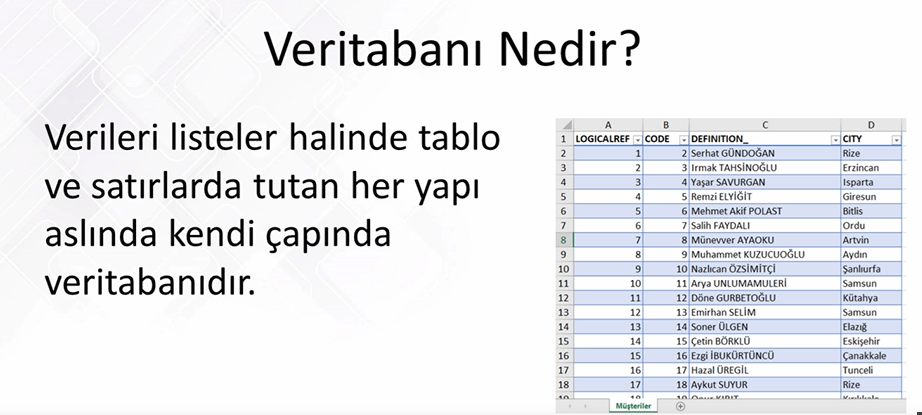 Veritabanı Nedir?
Verileri listeler halinde tablo
ve satırlarda tutan her yapı
aslında kendi çapında
veritabanıdır.
A B C D
1 LOGICALREF CODE DEFINITION_ CITY
2 1 2 Serhat GÜNDOĞAN Rize
3 2 3 Irmak TAHSİNOĞLU Erzincan
4 3 4 Yaşar SAVURGAN Isparta
5 4 5 Remzi ELYİĞİT Giresun
6 5 6 Mehmet Akif POLAST Bitlis
7 6 7 Salih FAYDALI Ordu
8 7 8 Münevver AYAOKU Artvin
9 8 9 Muhammet KUZUCUOĞLU Aydın
10 9 10 Nazlıcan ÖZSİMİTÇİ Şanlıurfa
11 10 11 Arya UNLUMAMULERİ Samsun
12 11 12 Döne GURBETOĞLU Kütahya
13 12 13 Emirhan SELİM Samsun
14 13 14 Soner ÜLGEN Elazığ
15 14 15 Çetin BÖRKLÜ Eskişehir
16 15 16 Ezgi İBUKÜRTÜNCÜ Çanakkale
17 16 17 Hazal ÜREGİL Tunceli
18 17 18 Aykut SUYUR Rize
Müşteriler